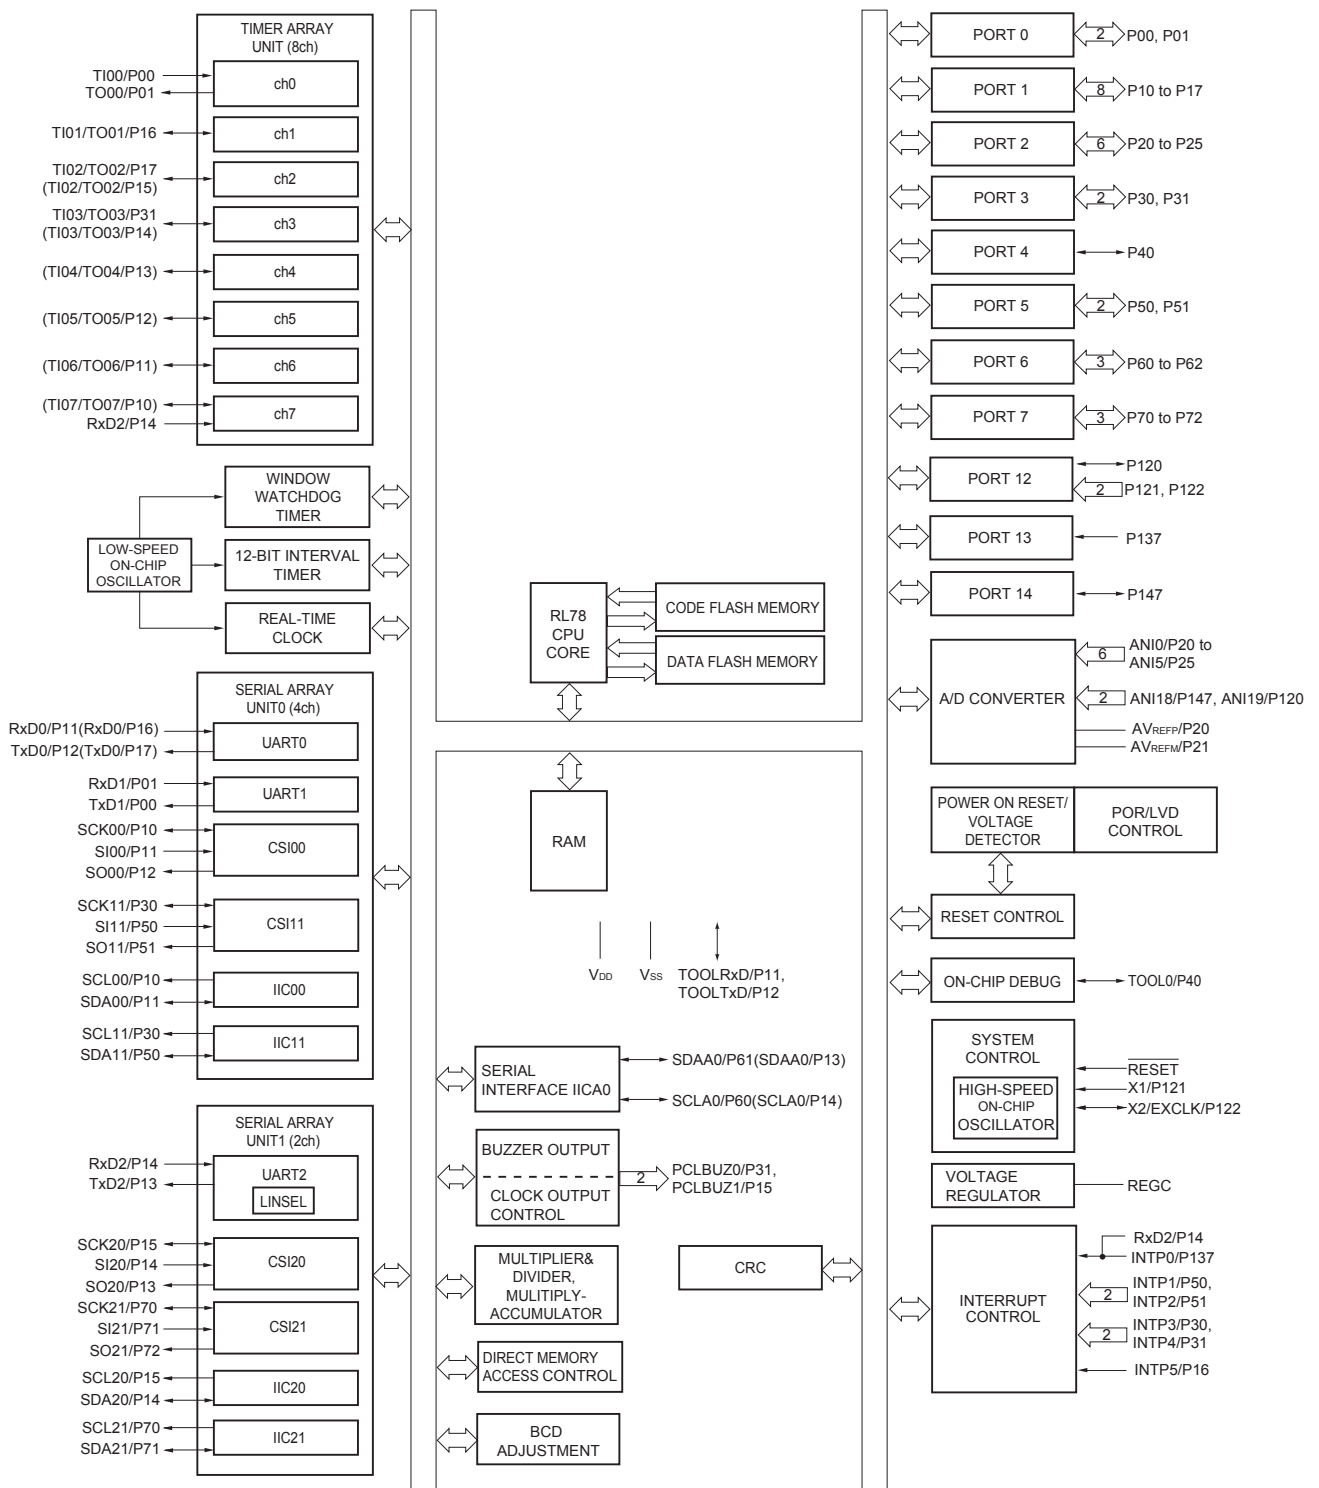 TIMER ARRAY
UNIT (8ch)
TI00/P00
TO00/P01
ch0
TI01/TO01/P16
ch1
TI02/TO02/P17
(TI02/TO02/P15)
ch2
TI03/TO03/P31
(TI03/TO03/P14)
ch3
(TI04/TO04/P13)
ch4
(TI05/TO05/P12)
ch5
(TI06/TO06/P11)
ch6
(TI07/TO07/P10)
RxD2/P14
ch7
WINDOW
WATCHDOG
TIMER
LOW-SPEED
ON-CHIP
OSCILLATOR
12-BIT INTERVAL
TIMER
REAL-TIME
CLOCK
SERIAL ARRAY
UNIT0 (4ch)
RxD0/P11(RxD0/P16)
TxD0/P12(TxD0/P17)
UART0
RxD1/P01
TxD1/P00
UART1
SCK00/P10
SI00/P11
SO00/P12
CSI00
SCK11/P30
SI11/P50
SO11/P51
CSI11
SCL00/P10
SDA00/P11
IIC00
SCL11/P30
SDA11/P50
IIC11
SERIAL ARRAY
UNIT1 (2ch)
RxD2/P14
TxD2/P13
UART2
LINSEL
SCK20/P15
SI20/P14
SO20/P13
CSI20
SCK21/P70
SI21/P71
SO21/P72
CSI21
SCL20/P15
SDA20/P14
IIC20
SCL21/P70
SDA21/P71
IIC21
RL78
CPU
CORE
CODE FLASH MEMORY
DATA FLASH MEMORY
RAM
VDD
VSS
TOOLRxD/P11,
TOOLTxD/P12
SERIAL
INTERFACE IICA0
SDAA0/P61(SDAA0/P13)
SCLA0/P60(SCLA0/P14)
BUZZER OUTPUT
CLOCK OUTPUT
CONTROL
2
PCLBUZ0/P31,
PCLBUZ1/P15
MULTIPLIER&
DIVIDER,
MULITIPLY-
ACCUMULATOR
CRC
DIRECT MEMORY
ACCESS CONTROL
BCD
ADJUSTMENT
PORT 0
2
P00, P01
PORT 1
8
P10 to P17
PORT 2
6
P20 to P25
PORT 3
2
P30, P31
PORT 4
P40
PORT 5
2
P50, P51
PORT 6
3
P60 to P62
PORT 7
3
P70 to P72
PORT 12
P120
2
P121, P122
PORT 13
P137
PORT 14
P147
A/D CONVERTER
6
ANI0/P20 to
ANI5/P25
2
ANI18/P147, ANI19/P120
AVREFP/P20
AVREFM/P21
POWER ON RESET/
VOLTAGE
DETECTOR
POR/LVD
CONTROL
RESET CONTROL
ON-CHIP DEBUG
TOOL0/P40
SYSTEM
CONTROL
HIGH-SPEED
ON-CHIP
OSCILLATOR
RESET
X1/P121
X2/EXCLK/P122
VOLTAGE
REGULATOR
REGC
INTERRUPT
CONTROL
RxD2/P14
INTP0/P137
2
INTP1/P50,
INTP2/P51
2
INTP3/P30,
INTP4/P31
INTP5/P16